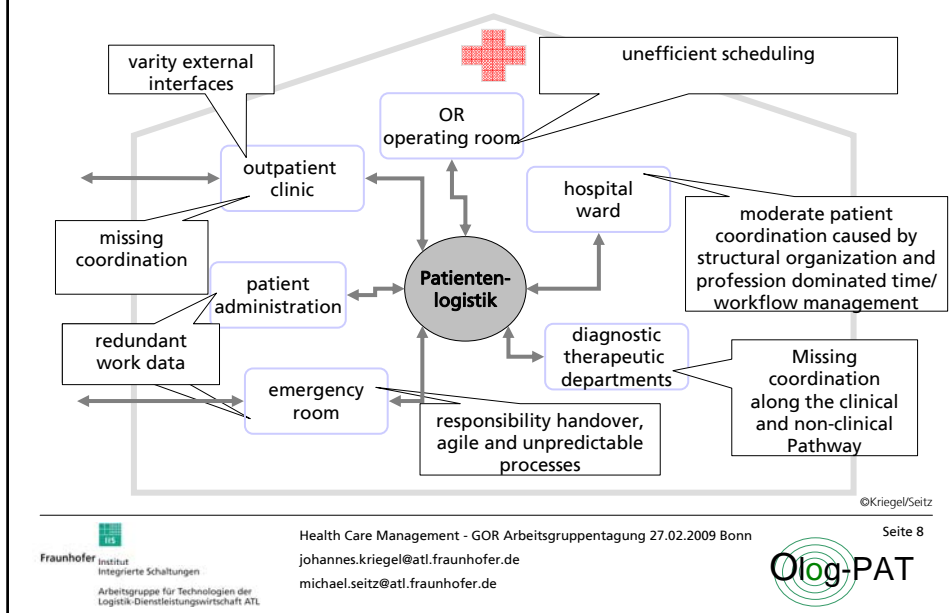 varity external
interfaces
unefficient scheduling
OR
operating room
outpatient
clinic
hospital
ward
missing
coordination
moderate patient
coordination caused by
structural organization and
profession dominated time/
workflow management
Patienten-
logistik
patient
administration
redundant
work data
diagnostic
therapeutic
departments
Missing
coordination
along the clinical
and non-clinical
Pathway
emergency
room
responsibility handover,
agile and unpredictable
processes
©Kriegel/Seitz
IIS
Fraunhofer Institut
Integrierte Schaltungen
Arbeitsgruppe für Technologien der
Logistik-Dienstleistungswirtschaft ATL
Health Care Management - GOR Arbeitsgruppentagung 27.02.2009 Bonn
johannes.kriegel@atl.fraunhofer.de
michael.seitz@atl.fraunhofer.de
Seite 8
Olog-PAT